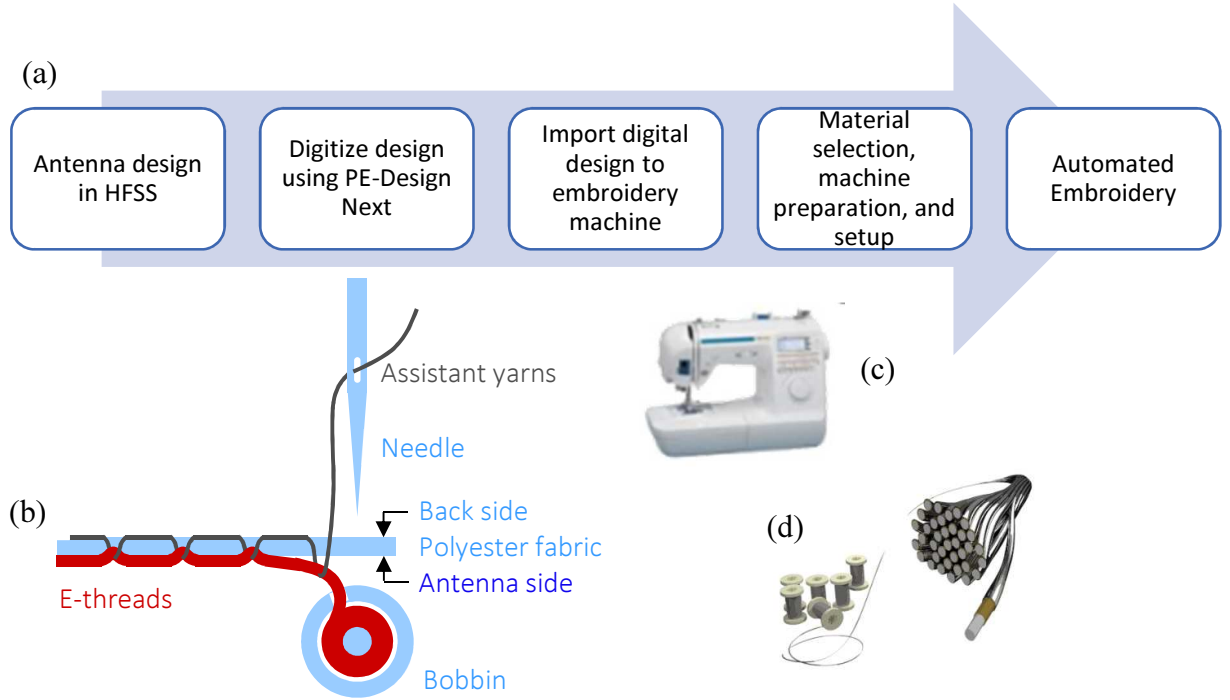 (a)
Antenna design
in HFSS
Digitize design
using PE-Design
Next
Import digital
design to
embroidery
machine
Material
selection,
machine
preparation, and
setup
Automated
Embroidery
Assistant yarns
Needle
(c)
(b)
Back side
Polyester fabric
Antenna side
E-threads
Bobbin
(d)